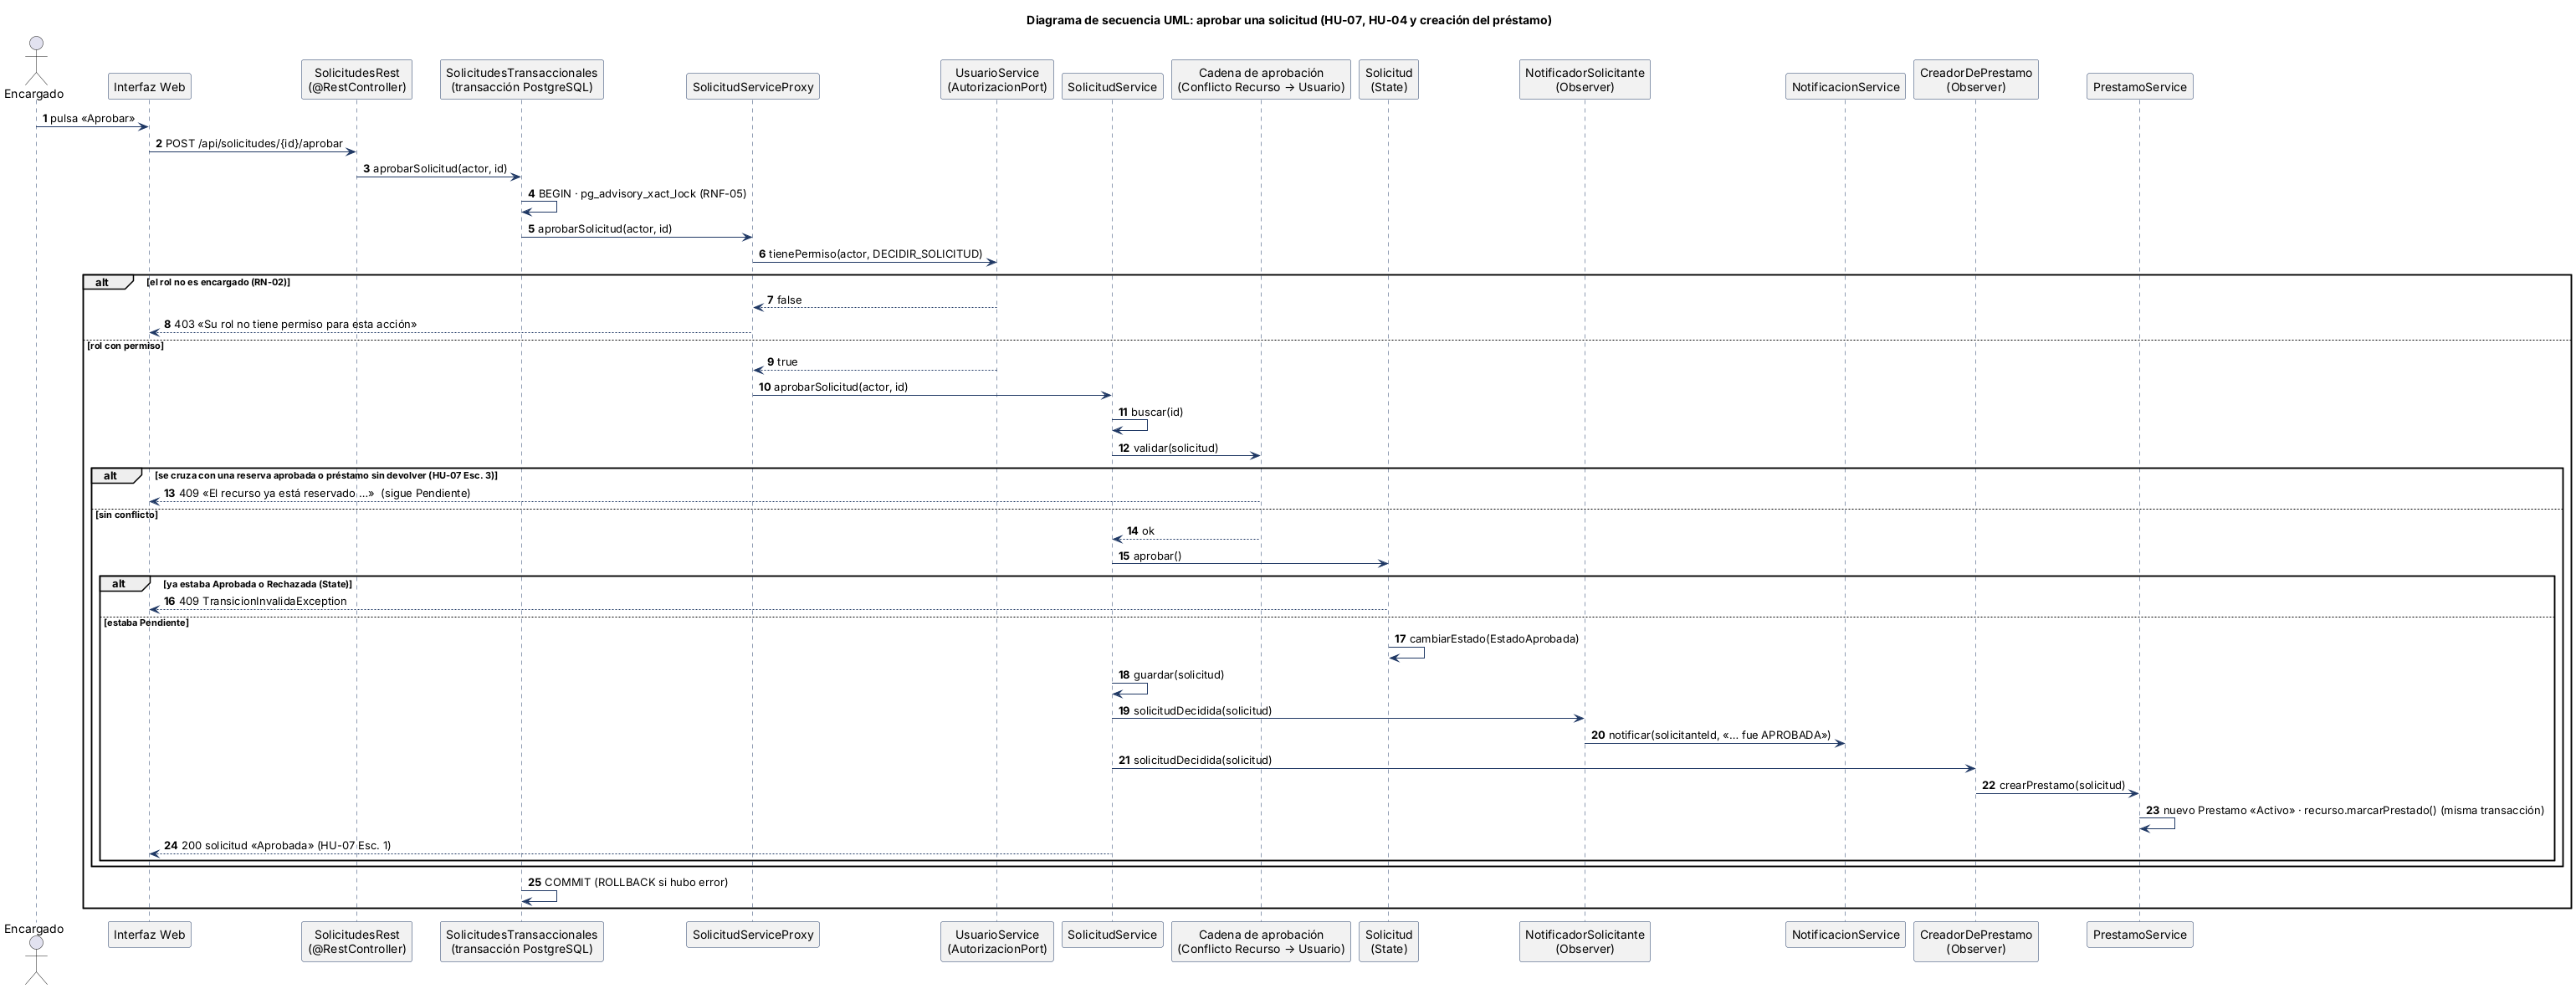 Diagrama de secuencia UML: aprobar una solicitud (HU-07, HU-04 y creación del préstamo)
Encargado
Interfaz Web
SolicitudesRest
(@RestController)
SolicitudesTransaccionales
(transacción PostgreSQL)
SolicitudServiceProxy
UsuarioService
(AutorizacionPort)
SolicitudService
Cadena de aprobación
(Conflicto Recurso → Usuario)
Solicitud
(State)
NotificadorSolicitante
(Observer)
NotificacionService
CreadorDePrestamo
(Observer)
PrestamoService
1 pulsa «Aprobar»
2 POST /api/solicitudes/{id}/aprobar
3 aprobarSolicitud(actor, id)
4 BEGIN · pg_advisory_xact_lock (RNF-05)
5 aprobarSolicitud(actor, id)
6 tienePermiso(actor, DECIDIR_SOLICITUD)
alt [el rol no es encargado (RN-02)]
7 false
8 403 «Su rol no tiene permiso para esta acción»
[rol con permiso]
9 true
10 aprobarSolicitud(actor, id)
11 buscar(id)
12 validar(solicitud)
alt [se cruza con una reserva aprobada o préstamo sin devolver (HU-07 Esc. 3)]
13 409 «El recurso ya está reservado ...» (sigue Pendiente)
[sin conflicto]
14 ok
15 aprobar()
alt [ya estaba Aprobada o Rechazada (State)]
16 409 TransicionInvalidaException
[estaba Pendiente]
17 cambiarEstado(EstadoAprobada)
18 guardar(solicitud)
19 solicitudDecidida(solicitud)
20 notificar(solicitanteId, «... fue APROBADA»)
21 solicitudDecidida(solicitud)
22 crearPrestamo(solicitud)
23 nuevo Prestamo «Activo» · recurso.marcarPrestado() (misma transacción)
24 200 solicitud «Aprobada» (HU-07 Esc. 1)
25 COMMIT (ROLLBACK si hubo error)
Encargado
Interfaz Web
SolicitudesRest
(@RestController)
SolicitudesTransaccionales
(transacción PostgreSQL)
SolicitudServiceProxy
UsuarioService
(AutorizacionPort)
SolicitudService
Cadena de aprobación
(Conflicto Recurso → Usuario)
Solicitud
(State)
NotificadorSolicitante
(Observer)
NotificacionService
CreadorDePrestamo
(Observer)
PrestamoService